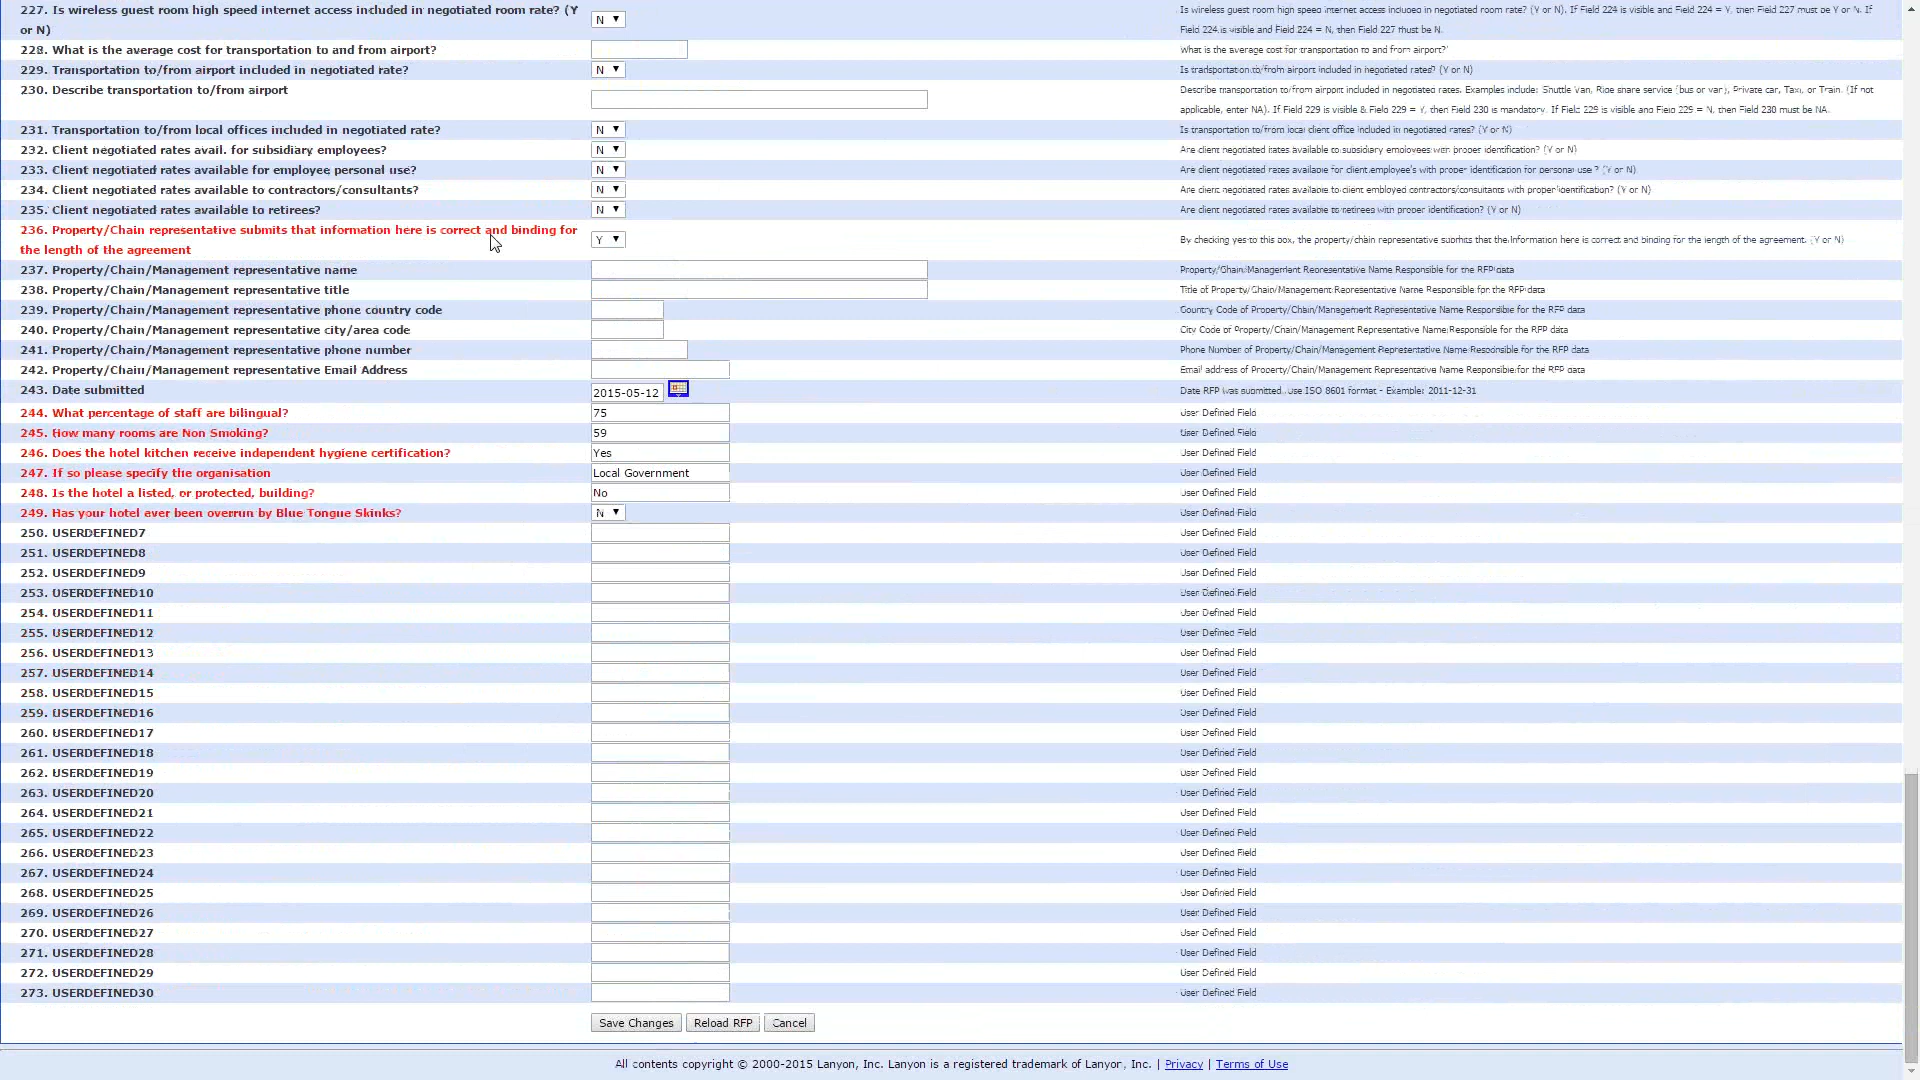 227. Is wireless guest room high speed internet access included in negotiated room rate? (Y
or N)
N
Is wireless guest room high speed internet access included in negotiated room rate? (Y or N). If Field 224 is visible and Field 224 = Y, then Field 227 must be Y or N. If
Field 224 is visible and Field 224 = N, then Field 227 must be N.
228. What is the average cost for transportation to and from airport?
What is the average cost for transportation to and from airport?
229. Transportation to/from airport included in negotiated rate?
N
Is transportation to/from airport included in negotiated rates? (Y or N)
230. Describe transportation to/from airport
Describe transportation to/from airport included in negotiated rates. Examples include: Shuttle Van, Ride share service (bus or van), Private car, Taxi, or Train. (If not
applicable, enter NA). If Field 229 is visible & Field 229 = Y, then Field 230 is mandatory. If Field 229 is visible and Field 229 = N, then Field 230 must be NA.
231. Transportation to/from local offices included in negotiated rate?
N
Is transportation to/from local client office included in negotiated rates? (Y or N)
232. Client negotiated rates avail. for subsidiary employees?
N
Are client negotiated rates available to subsidiary employees with proper identification? (Y or N)
233. Client negotiated rates available for employee personal use?
N
Are client negotiated rates available for client employee's with proper identification for personal use ? (Y or N)
234. Client negotiated rates available to contractors/consultants?
N
Are client negotiated rates available to client employed contractors/consultants with proper identification? (Y or N)
235. Client negotiated rates available to retirees?
N
Are client negotiated rates available to retirees with proper identification? (Y or N)
236. Property/Chain representative submits that information here is correct and binding for
the length of the agreement
Y
By checking yes to this box, the property/chain representative submits that the information here is correct and binding for the length of the agreement. (Y or N)
237. Property/Chain/Management representative name
Property/Chain/Management Representative Name Responsible for the RFP data
238. Property/Chain/Management representative title
Title of Property/Chain/Management Representative Name Responsible for the RFP data
239. Property/Chain/Management representative phone country code
Country Code of Property/Chain/Management Representative Name Responsible for the RFP data
240. Property/Chain/Management representative city/area code
City Code of Property/Chain/Management Representative Name Responsible for the RFP data
241. Property/Chain/Management representative phone number
Phone Number of Property/Chain/Management Representative Name Responsible for the RFP data
242. Property/Chain/Management representative Email Address
Email address of Property/Chain/Management Representative Name Responsible for the RFP data
243. Date submitted
2015-05-12
Date RFP was submitted. Use ISO 8601 format - Example: 2011-12-31
244. What percentage of staff are bilingual?
75
User Defined Field
245. How many rooms are Non Smoking?
59
User Defined Field
246. Does the hotel kitchen receive independent hygiene certification?
Yes
User Defined Field
247. If so please specify the organisation
Local Government
User Defined Field
248. Is the hotel a listed, or protected, building?
No
User Defined Field
249. Has your hotel ever been overrun by Blue Tongue Skinks?
N
User Defined Field
250. USERDEFINED7
User Defined Field
251. USERDEFINED8
User Defined Field
252. USERDEFINED9
User Defined Field
253. USERDEFINED10
User Defined Field
254. USERDEFINED11
User Defined Field
255. USERDEFINED12
User Defined Field
256. USERDEFINED13
User Defined Field
257. USERDEFINED14
User Defined Field
258. USERDEFINED15
User Defined Field
259. USERDEFINED16
User Defined Field
260. USERDEFINED17
User Defined Field
261. USERDEFINED18
User Defined Field
262. USERDEFINED19
User Defined Field
263. USERDEFINED20
User Defined Field
264. USERDEFINED21
User Defined Field
265. USERDEFINED22
User Defined Field
266. USERDEFINED23
User Defined Field
267. USERDEFINED24
User Defined Field
268. USERDEFINED25
User Defined Field
269. USERDEFINED26
User Defined Field
270. USERDEFINED27
User Defined Field
271. USERDEFINED28
User Defined Field
272. USERDEFINED29
User Defined Field
273. USERDEFINED30
User Defined Field
Save Changes Reload RFP Cancel
All contents copyright © 2000-2015 Lanyon, Inc. Lanyon is a registered trademark of Lanyon, Inc. | Privacy | Terms of Use